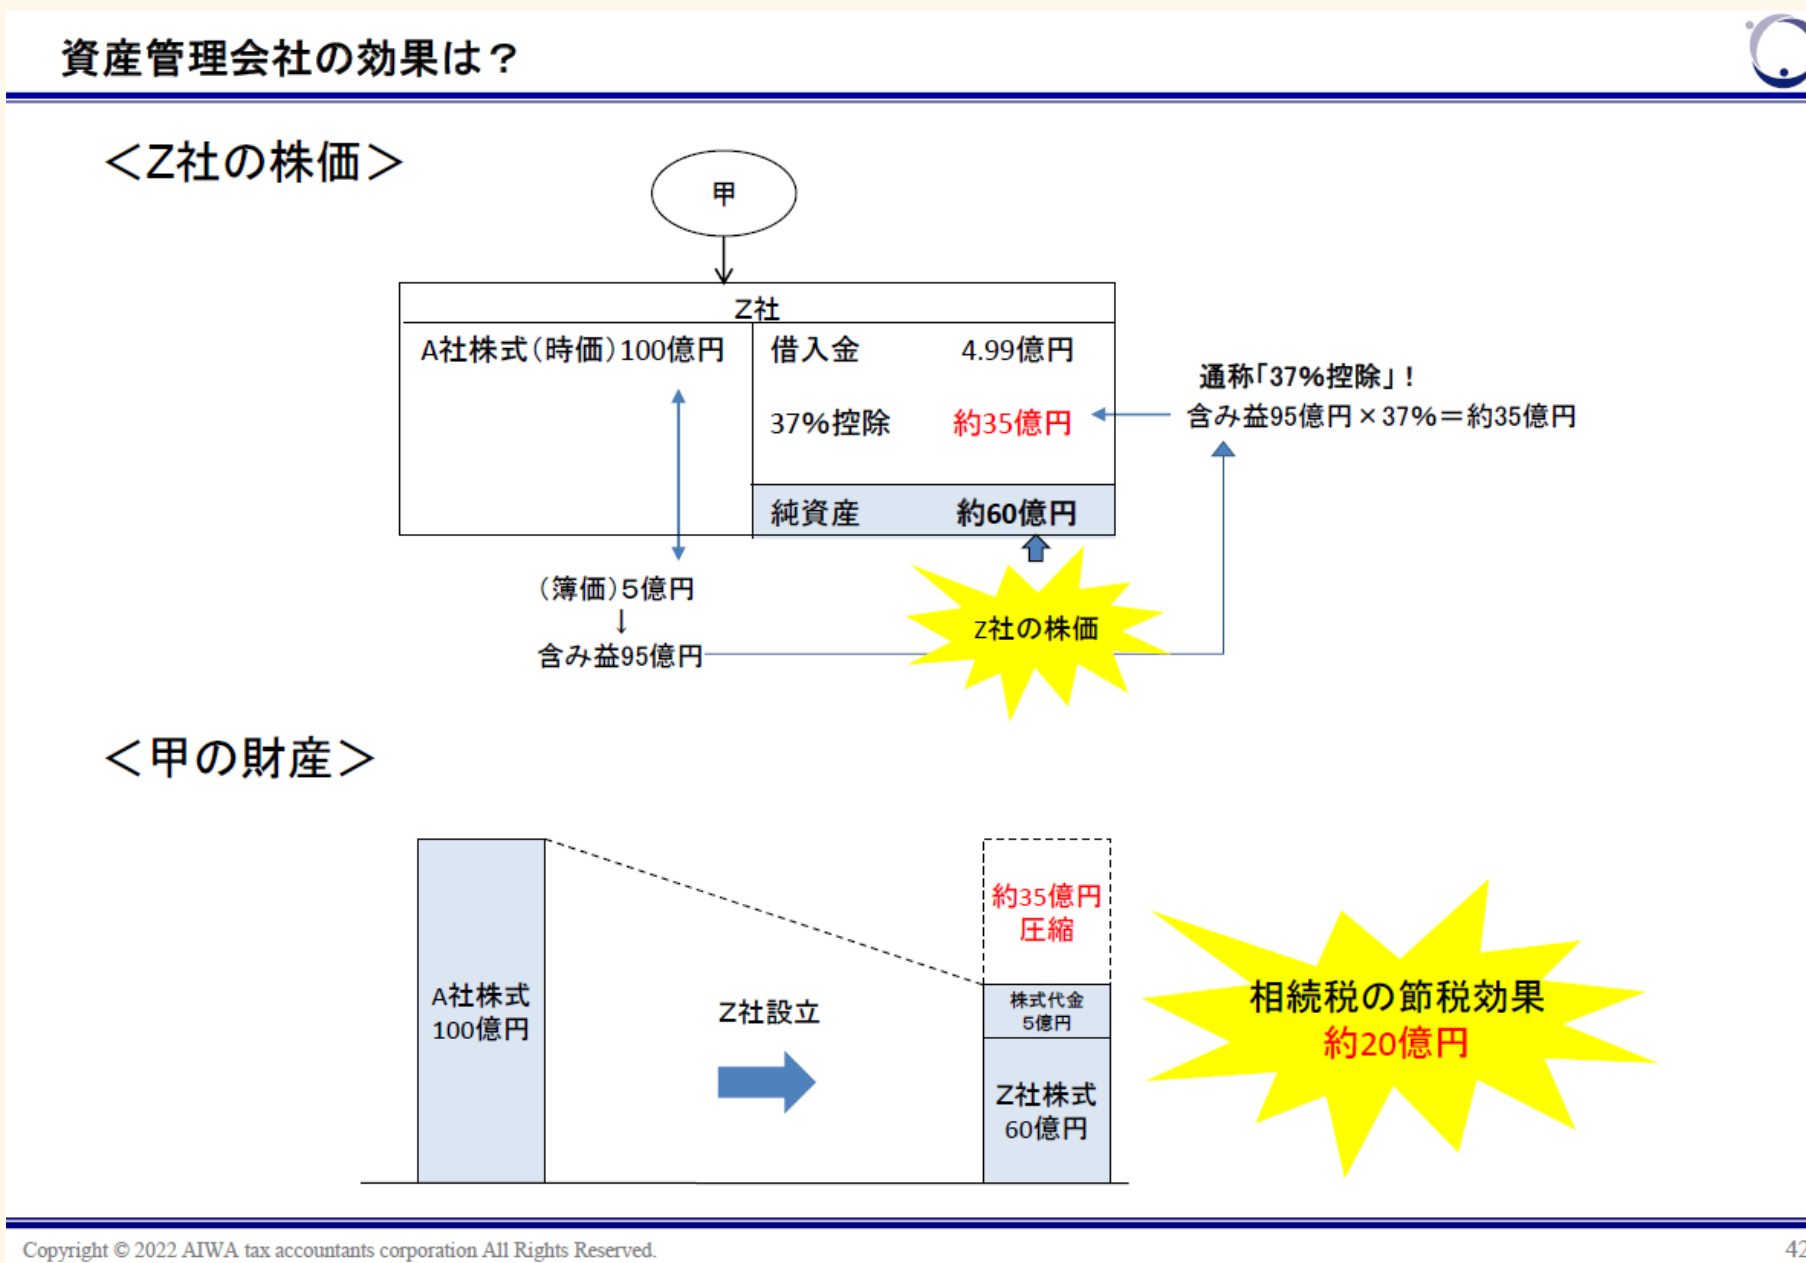 資産管理会社の効果は？
＜Z社の株価＞
甲
Z社
A社株式（時価）100億円
借入金 4.99億円
37%控除 約35億円
純資産 約60億円
通称「37%控除」！
含み益95億円×37%＝約35億円
（簿価）5億円
↓
含み益95億円
Z社の株価
＜甲の財産＞
A社株式
100億円
Z社設立
約35億円
圧縮
株式代金
5億円
Z社株式
60億円
相続税の節税効果
約20億円
Copyright © 2022 AIWA tax accountants corporation All Rights Reserved.
42